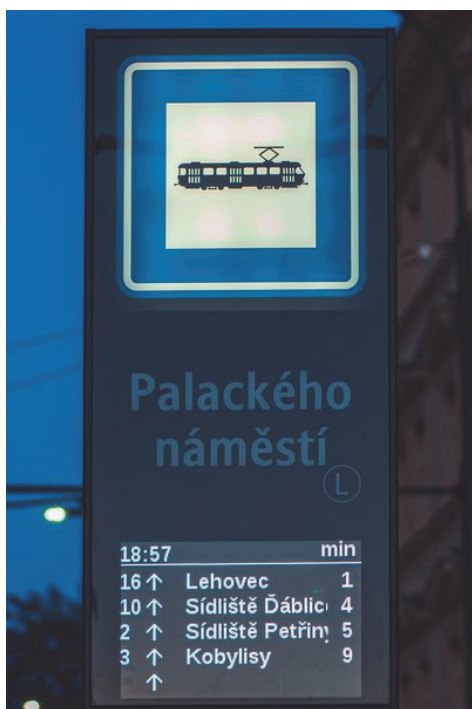 Palackého
náměstí
L
18:57 min
16 ↑ Lehovec 1
10 ↑ Sídliště Ďáblic 4
2 ↑ Sídliště Petřiny 5
3 ↑ Kobylisy 9
↑